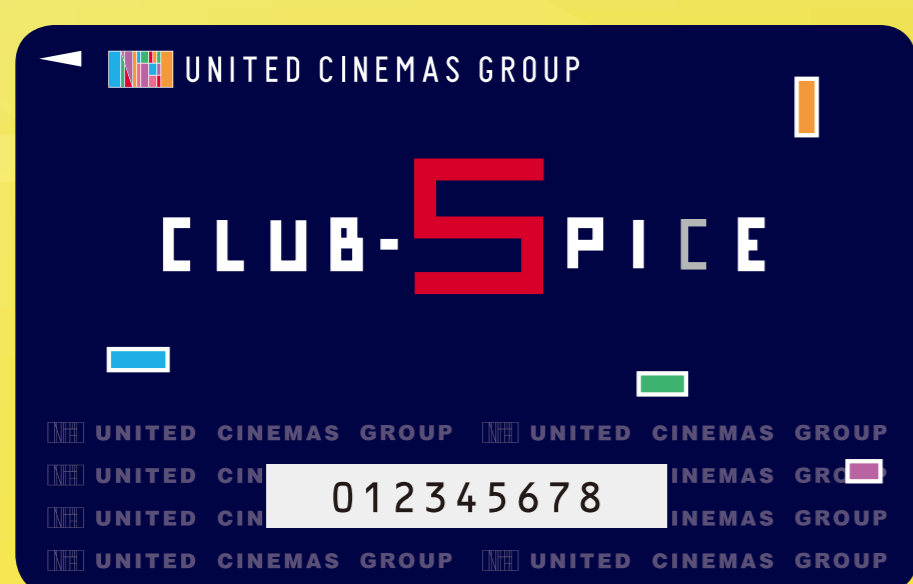 UNITED CINEMAS GROUP
CLUB-SPICE
UNITED CINEMAS GROUP UNITED CINEMAS GROUP
UNITED CIN INEMAS GRO
012345678
UNITED CIN INEMAS GROUP
UNITED CINEMAS GROUP UNITED CINEMAS GROUP